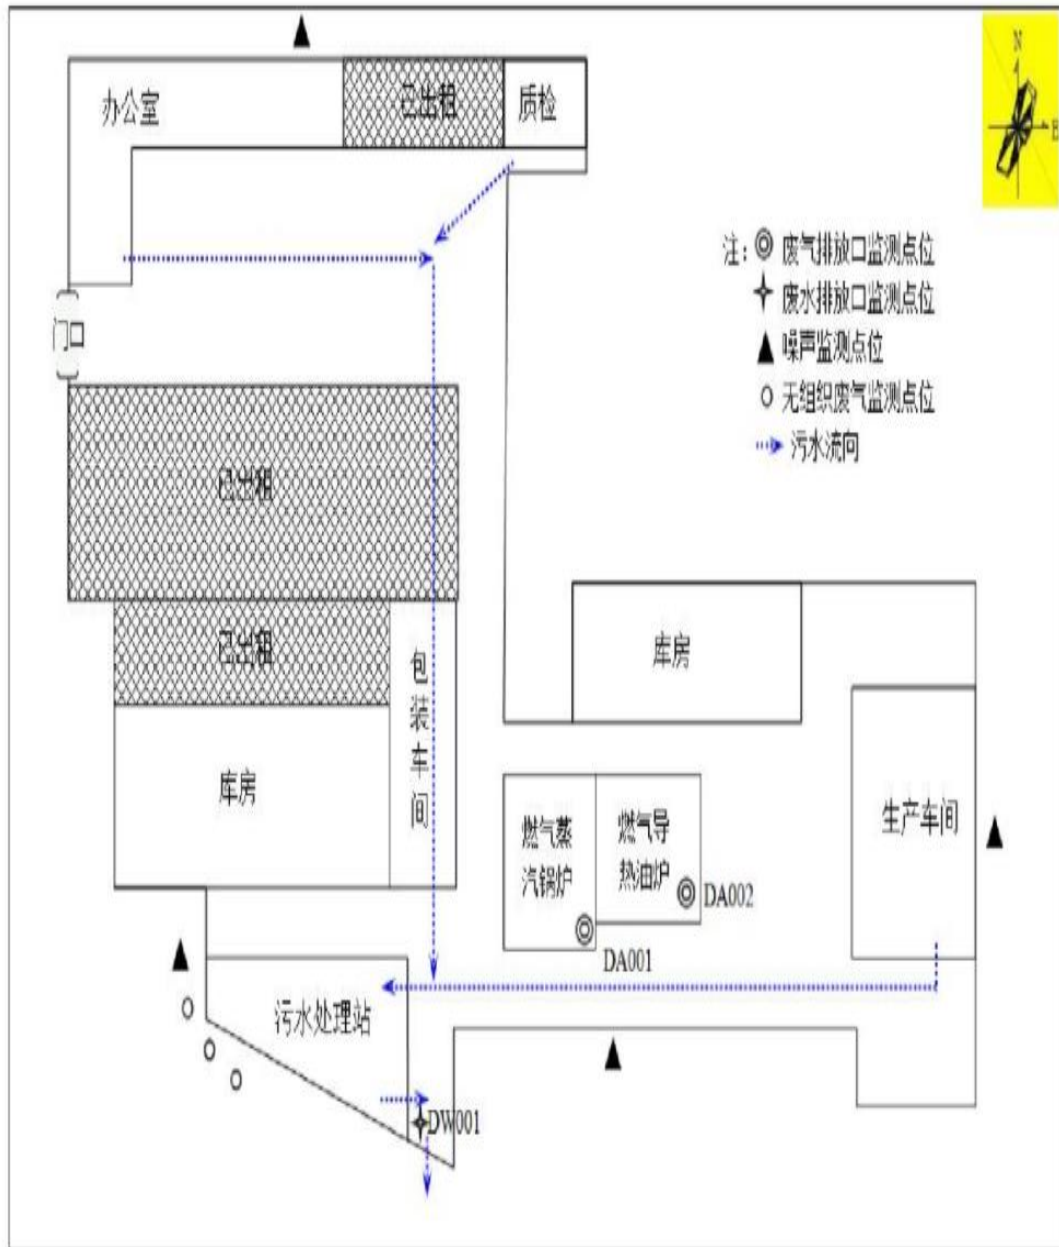 N
E
办公室
已出租
质检
注: 废气排放口监测点位
废水排放口监测点位
噪声监测点位
无组织废气监测点位
污水流向
门口
已出租
已出租
包
装
车
间
库房
库房
生产车间
燃气蒸
汽锅炉
燃气导
热油炉
DA002
DA001
污水处理站
DW001